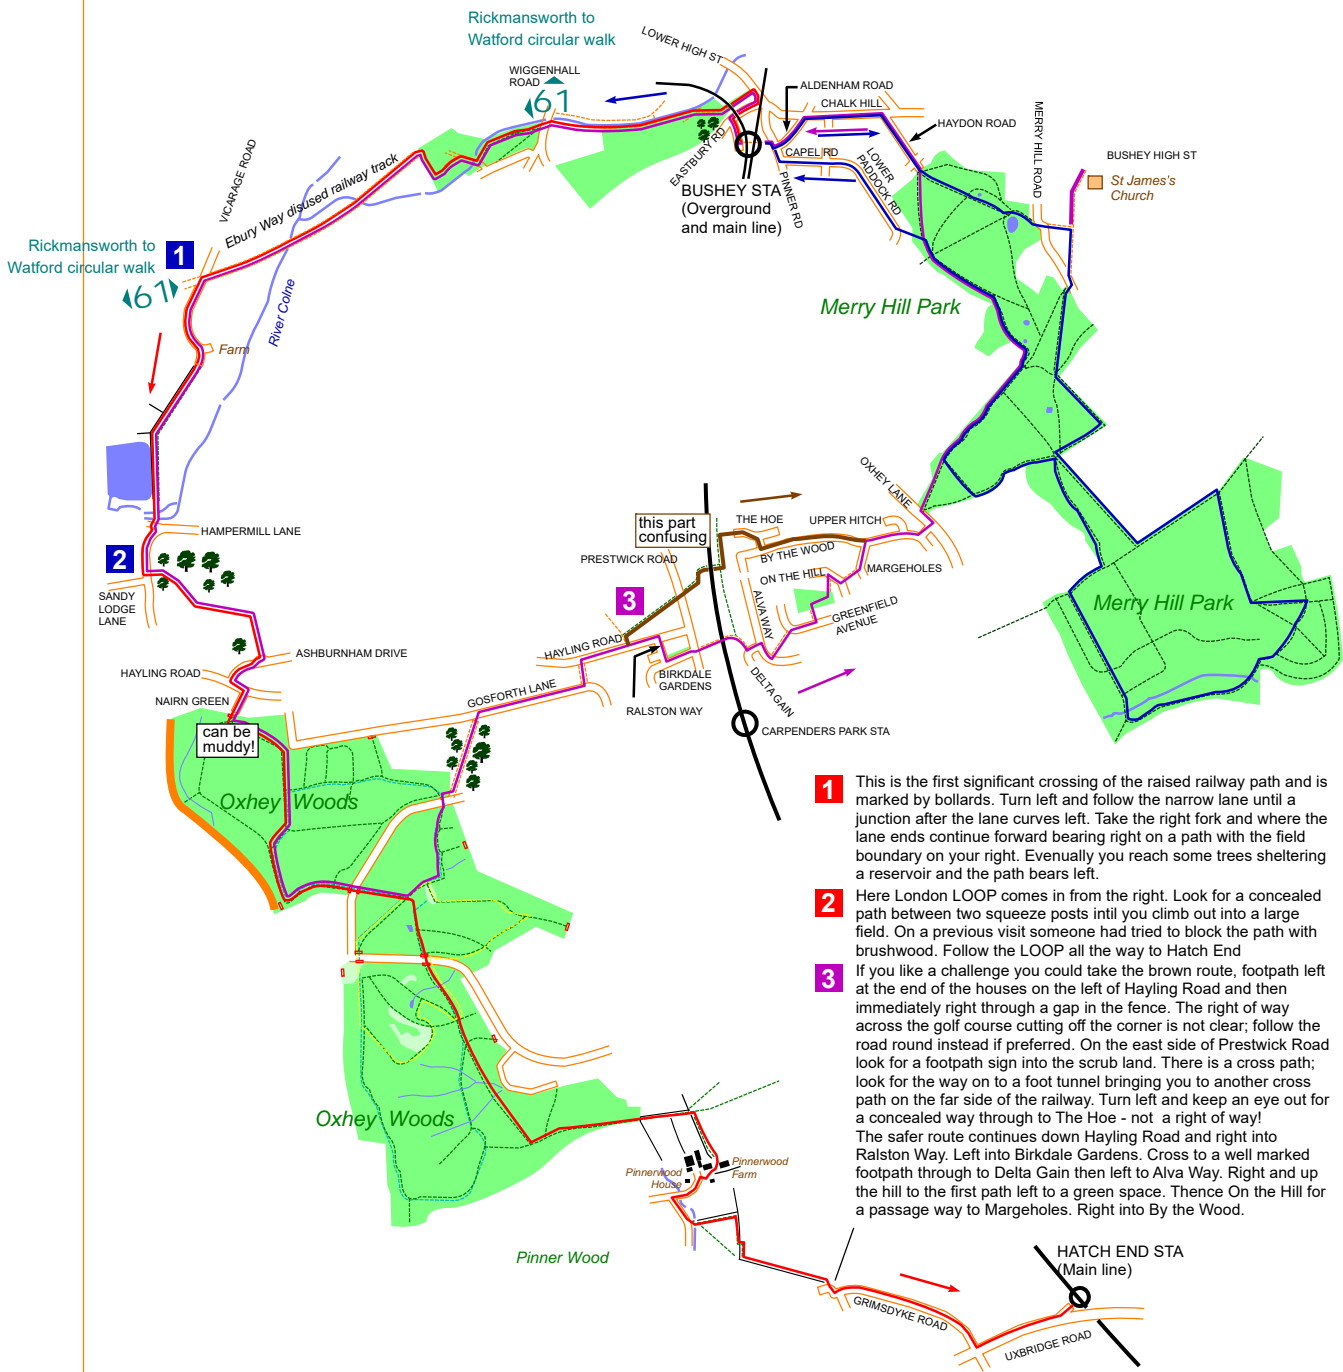 Rickmansworth to
Watford circular walk
LOWER HIGH ST
WIGGENHALL
ROAD
61
ALDENHAM ROAD
CHALK HILL
HAYDON ROAD
MERRY HILL ROAD
BUSHEY HIGH ST
St James's
Church
EASTBURY RD
CAPEL RD
LOWER
PADDOCK RD
PINNER RD
BUSHEY STA
(Overground
and main line)
VICARAGE ROAD
Ebury Way disused railway track
Rickmansworth to
Watford circular walk
1
61
River Colne
Farm
Merry Hill Park
OXHEY LANE
HAMPERMILL LANE
2
SANDY
LODGE
LANE
this part
confusing
THE HOE
UPPER HITCH
PRESTWICK ROAD
BY THE WOOD
ON THE HILL
MARGEHOLES
3
ALVA WAY
GREENFIELD
AVENUE
Merry Hill Park
HAYLING ROAD
ASHBURNHAM DRIVE
HAYLING ROAD
BIRKDALE
GARDENS
DELTA GAIN
GOSFORTH LANE
NAIRN GREEN
RALSTON WAY
can be
muddy!
CARPENDERS PARK STA
Oxhey Woods
1
This is the first significant crossing of the raised railway path and is
marked by bollards. Turn left and follow the narrow lane until a
junction after the lane curves left. Take the right fork and where the
lane ends continue forward bearing right on a path with the field
boundary on your right. Evenually you reach some trees sheltering
a reservoir and the path bears left.
2
Here London LOOP comes in from the right. Look for a concealed
path between two squeeze posts intil you climb out into a large
field. On a previous visit someone had tried to block the path with
brushwood. Follow the LOOP all the way to Hatch End
3
If you like a challenge you could take the brown route, footpath left
at the end of the houses on the left of Hayling Road and then
immediately right through a gap in the fence. The right of way
across the golf course cutting off the corner is not clear; follow the
road round instead if preferred. On the east side of Prestwick Road
look for a footpath sign into the scrub land. There is a cross path;
look for the way on to a foot tunnel bringing you to another cross
path on the far side of the railway. Turn left and keep an eye out for
a concealed way through to The Hoe - not a right of way!
The safer route continues down Hayling Road and right into
Ralston Way. Left into Birkdale Gardens. Cross to a well marked
footpath through to Delta Gain then left to Alva Way. Right and up
the hill to the first path left to a green space. Thence On the Hill for
a passage way to Margeholes. Right into By the Wood.
Oxhey Woods
Pinnerwood
House
Pinnerwood
Farm
Pinner Wood
HATCH END STA
(Main line)
GRIMSDYKE ROAD
UXBRIDGE ROAD